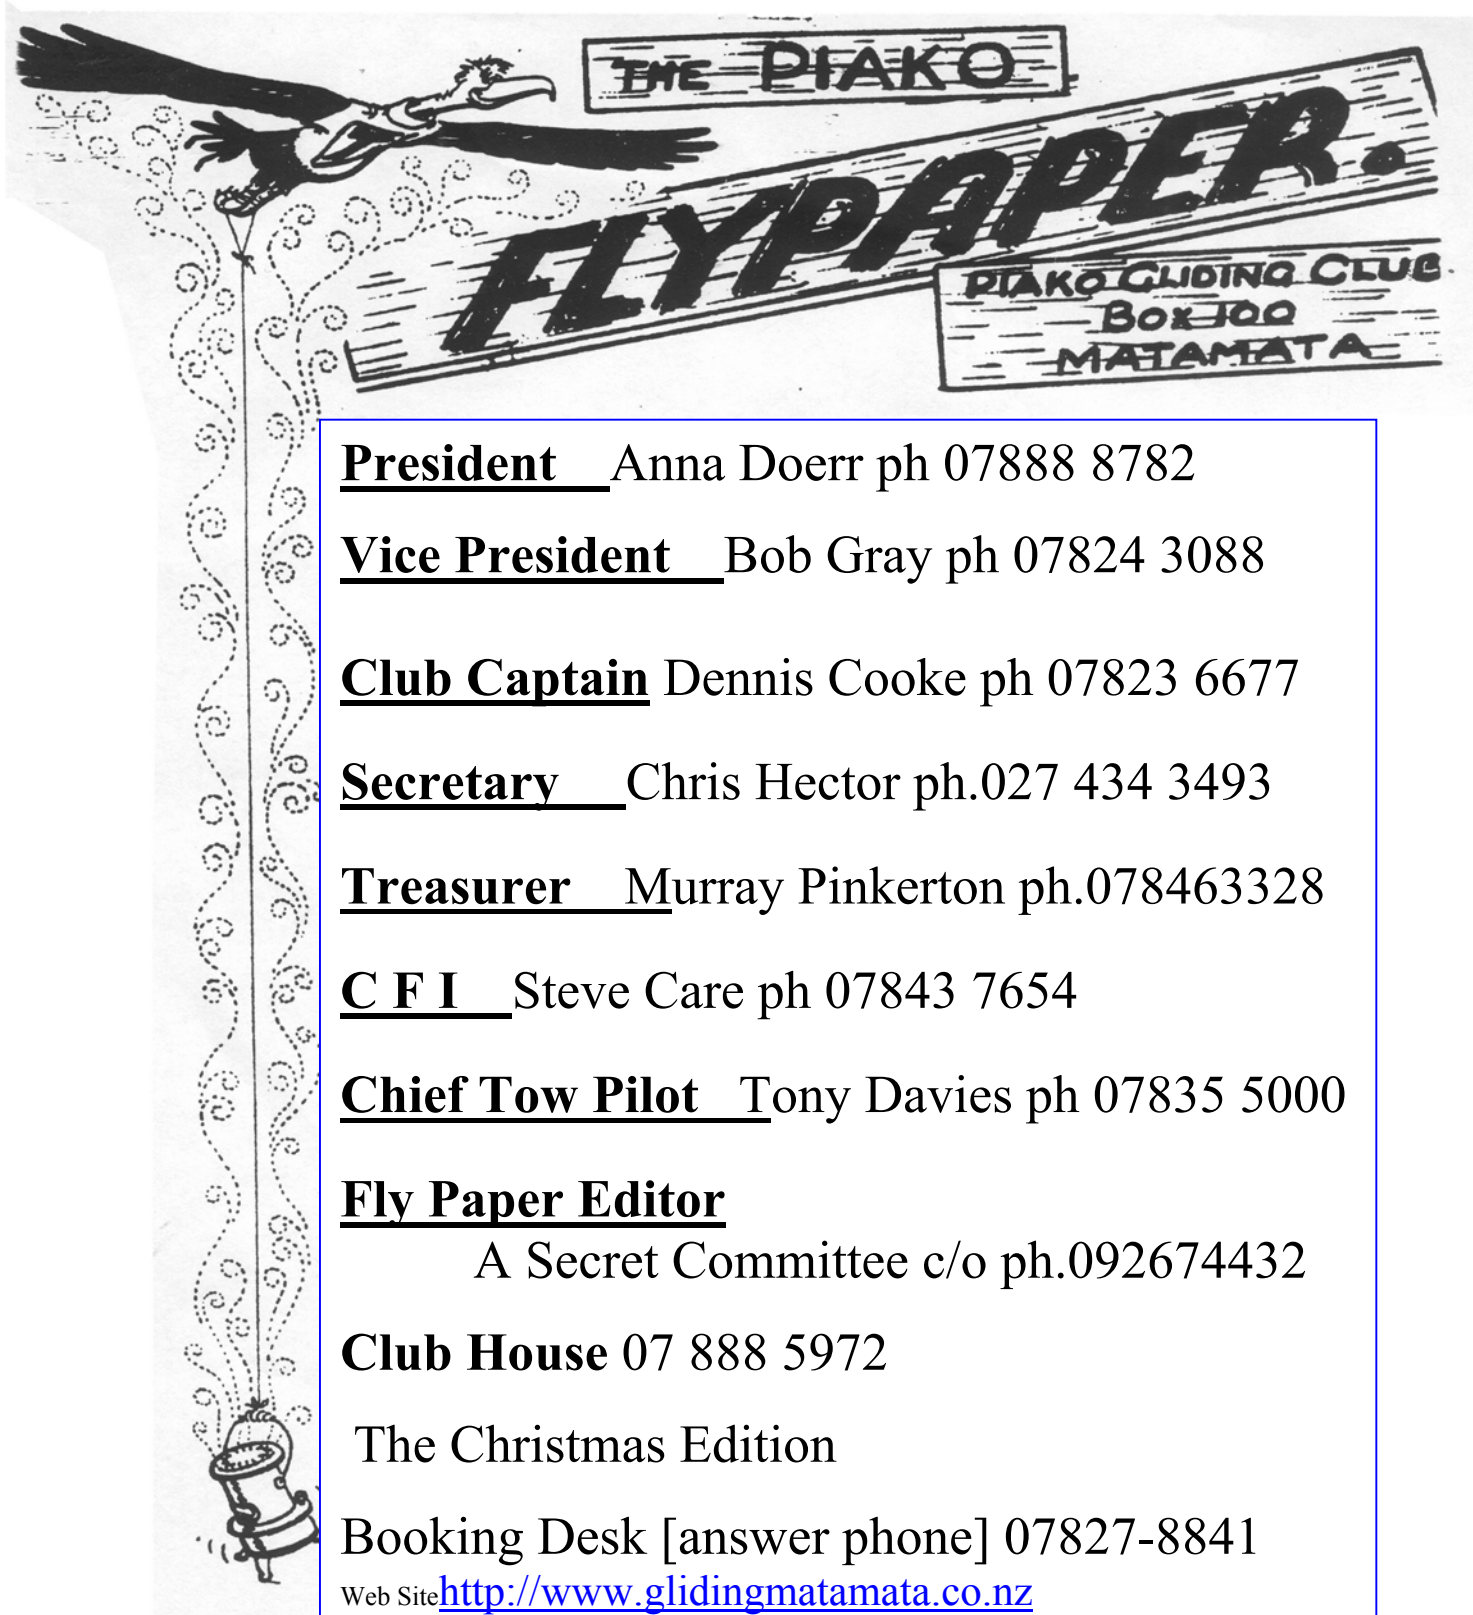 THE PIAKO
FLYPAPER.
PIAKO GLIDING CLUB
BOX 100
MATAMATA
President Anna Doerr ph 07888 8782
Vice President Bob Gray ph 07824 3088
Club Captain Dennis Cooke ph 07823 6677
Secretary Chris Hector ph.027 434 3493
Treasurer Murray Pinkerton ph.078463328
C F I Steve Care ph 07843 7654
Chief Tow Pilot Tony Davies ph 07835 5000
Fly Paper Editor
A Secret Committee c/o ph.092674432
Club House 07 888 5972
The Christmas Edition
Booking Desk [answer phone] 07827-8841
Web Site http://www.glidingmatamata.co.nz